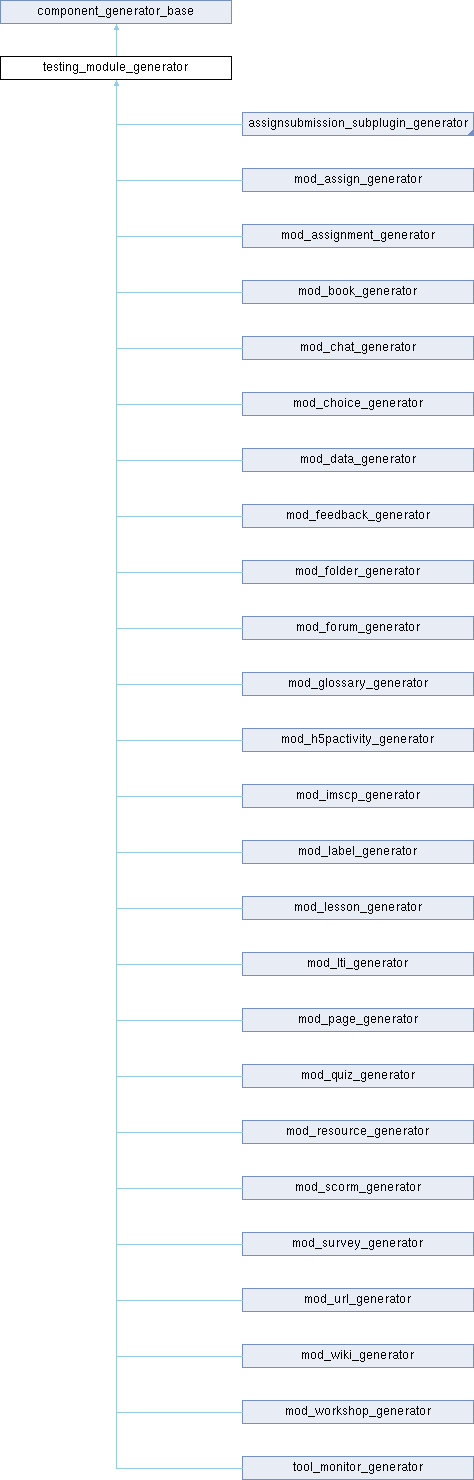 component_generator_base
testing_module_generator
assignsubmission_subplugin_generator
mod_assign_generator
mod_assignment_generator
mod_book_generator
mod_chat_generator
mod_choice_generator
mod_data_generator
mod_feedback_generator
mod_folder_generator
mod_forum_generator
mod_glossary_generator
mod_h5pactivity_generator
mod_imscp_generator
mod_label_generator
mod_lesson_generator
mod_lti_generator
mod_page_generator
mod_quiz_generator
mod_resource_generator
mod_scorm_generator
mod_survey_generator
mod_url_generator
mod_wiki_generator
mod_workshop_generator
tool_monitor_generator